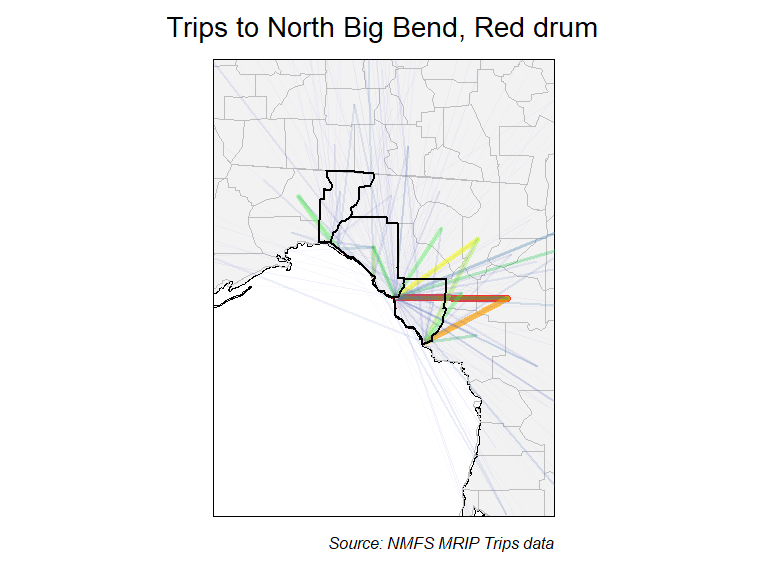 Trips to North Big Bend, Red drum
Source: NMFS MRIP Trips data